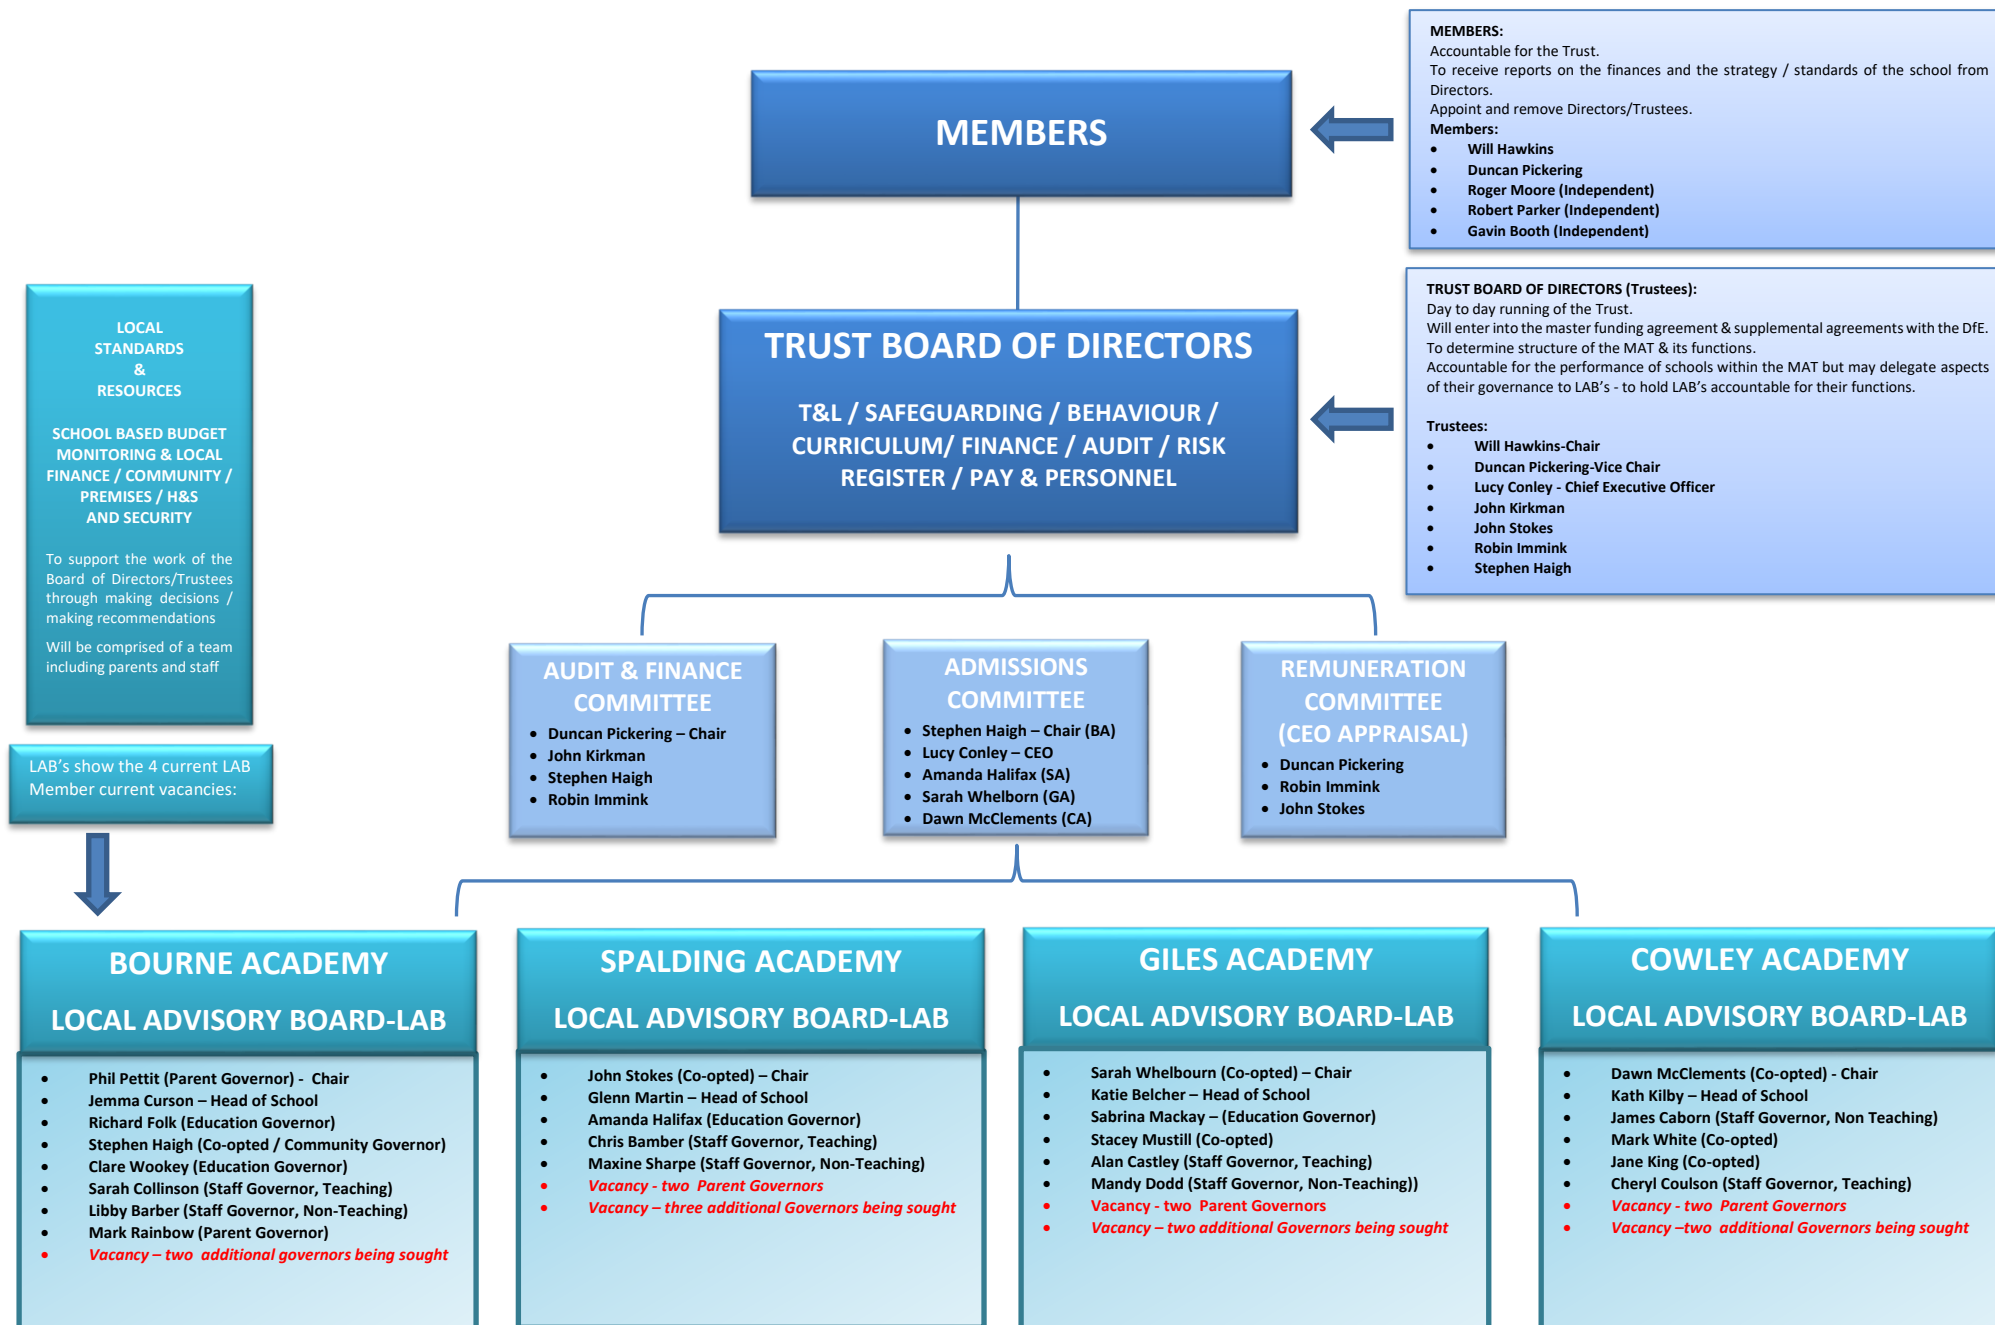 MEMBERS
MEMBERS:
Accountable for the Trust.
To receive reports on the finances and the strategy / standards of the school from
Directors.
Appoint and remove Directors/Trustees.
Members:
• Will Hawkins
• Duncan Pickering
• Roger Moore (Independent)
• Robert Parker (Independent)
• Gavin Booth (Independent)
TRUST BOARD OF DIRECTORS
T&L / SAFEGUARDING / BEHAVIOUR /
CURRICULUM/ FINANCE / AUDIT / RISK
REGISTER / PAY & PERSONNEL
TRUST BOARD OF DIRECTORS (Trustees):
Day to day running of the Trust.
Will enter into the master funding agreement & supplemental agreements with the DfE.
To determine structure of the MAT & its functions.
Accountable for the performance of schools within the MAT but may delegate aspects
of their governance to LAB's - to hold LAB's accountable for their functions.
Trustees:
• Will Hawkins-Chair
• Duncan Pickering-Vice Chair
• Lucy Conley - Chief Executive Officer
• John Kirkman
• John Stokes
• Robin Immink
• Stephen Haigh
LOCAL
STANDARDS
&
RESOURCES
SCHOOL BASED BUDGET
MONITORING & LOCAL
FINANCE / COMMUNITY /
PREMISES / H&S
AND SECURITY
To support the work of the
Board of Directors/Trustees
through making decisions /
making recommendations
Will be comprised of a team
including parents and staff
LAB's show the 4 current LAB
Member current vacancies:
AUDIT & FINANCE
COMMITTEE
• Duncan Pickering – Chair
• John Kirkman
• Stephen Haigh
• Robin Immink
ADMISSIONS
COMMITTEE
• Stephen Haigh – Chair (BA)
• Lucy Conley – CEO
• Amanda Halifax (SA)
• Sarah Whelborn (GA)
• Dawn McClements (CA)
REMUNERATION
COMMITTEE
(CEO APPRAISAL)
• Duncan Pickering
• Robin Immink
• John Stokes
BOURNE ACADEMY
LOCAL ADVISORY BOARD-LAB
• Phil Pettit (Parent Governor) - Chair
• Jemma Curson – Head of School
• Richard Folk (Education Governor)
• Stephen Haigh (Co-opted / Community Governor)
• Clare Wookey (Education Governor)
• Sarah Collinson (Staff Governor, Teaching)
• Libby Barber (Staff Governor, Non-Teaching)
• Mark Rainbow (Parent Governor)
• Vacancy – two additional governors being sought
SPALDING ACADEMY
LOCAL ADVISORY BOARD-LAB
• John Stokes (Co-opted) – Chair
• Glenn Martin – Head of School
• Amanda Halifax (Education Governor)
• Chris Bamber (Staff Governor, Teaching)
• Maxine Sharpe (Staff Governor, Non-Teaching)
• Vacancy - two Parent Governors
• Vacancy – three additional Governors being sought
GILES ACADEMY
LOCAL ADVISORY BOARD-LAB
• Sarah Whelbourn (Co-opted) – Chair
• Katie Belcher – Head of School
• Sabrina Mackay – (Education Governor)
• Stacey Mustill (Co-opted)
• Alan Castley (Staff Governor, Teaching)
• Mandy Dodd (Staff Governor, Non-Teaching))
• Vacancy - two Parent Governors
• Vacancy – two additional Governors being sought
COWLEY ACADEMY
LOCAL ADVISORY BOARD-LAB
• Dawn McClements (Co-opted) - Chair
• Kath Kilby – Head of School
• James Caborn (Staff Governor, Non Teaching)
• Mark White (Co-opted)
• Jane King (Co-opted)
• Cheryl Coulson (Staff Governor, Teaching)
• Vacancy - two Parent Governors
• Vacancy –two additional Governors being sought